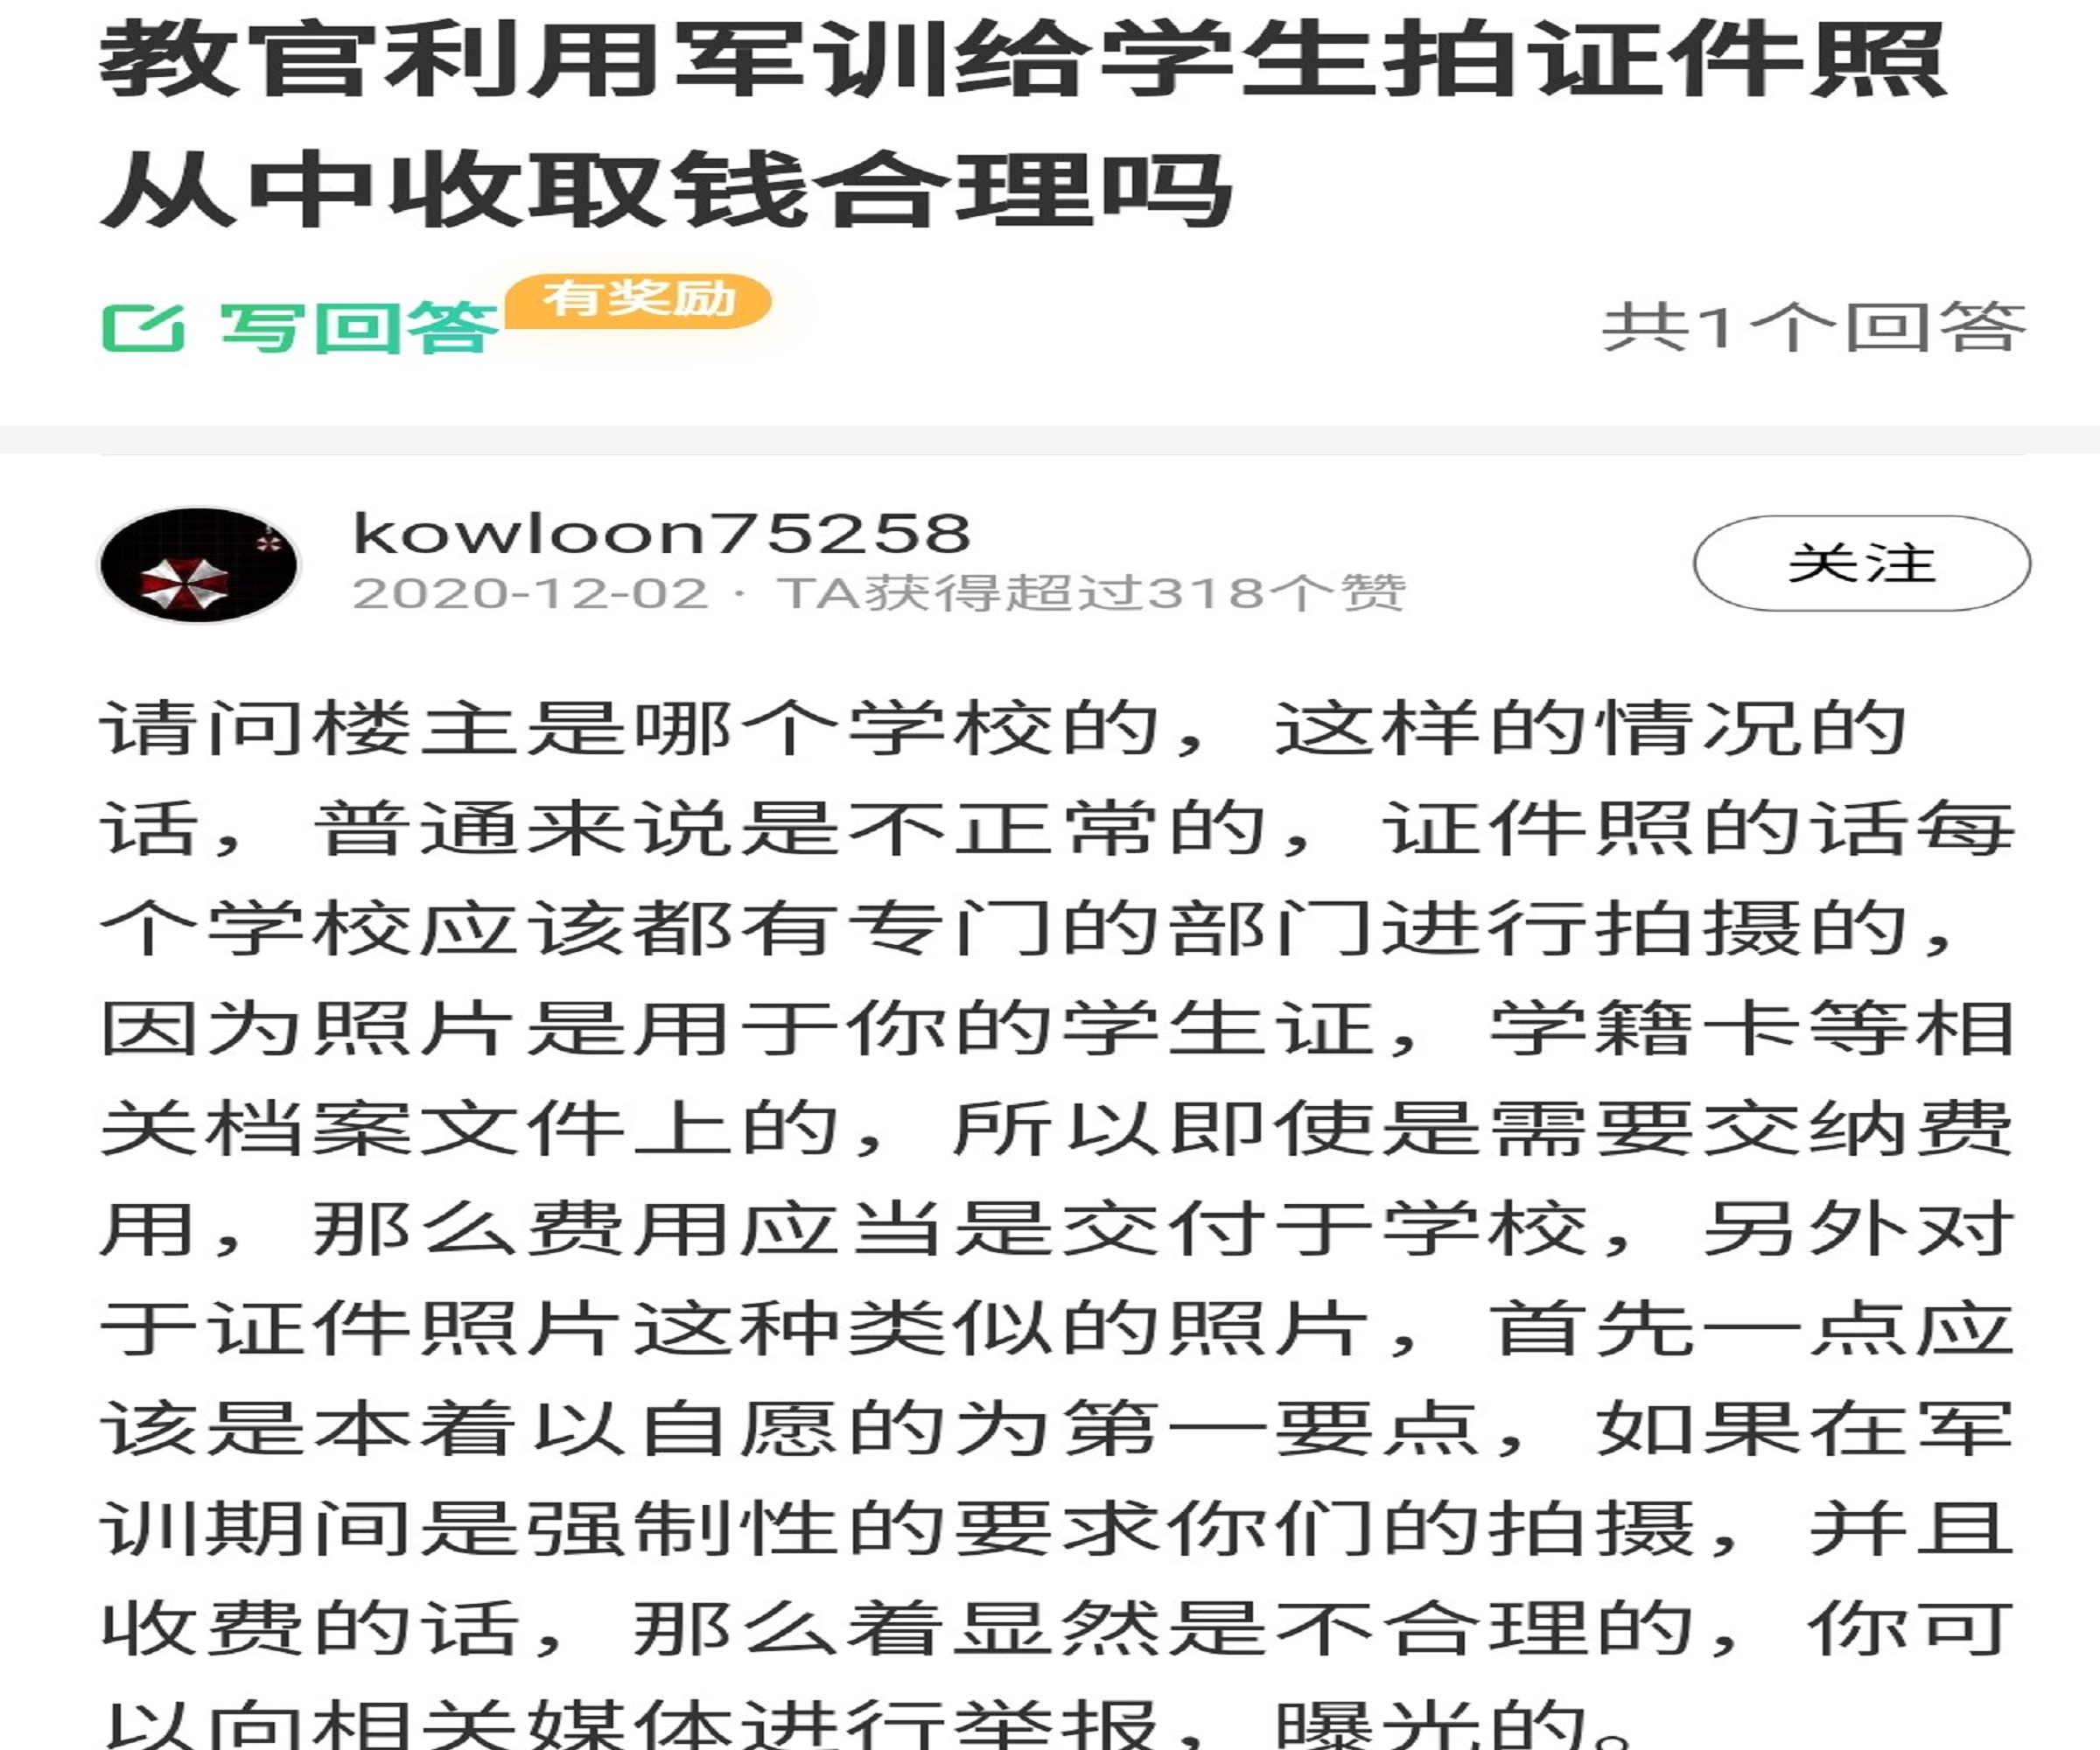 教官利用军训给学生拍证件照
从中收取钱合理吗
写回答 有奖励 共1个回答
kowloon75258
关注
2020-12-02 · TA获得超过318个赞
请问楼主是哪个学校的，这样的情况的
话，普通来说是不正常的，证件照的话每
个学校应该都有专门的部门进行拍摄的，
因为照片是用于你的学生证，学籍卡等相
关档案文件上的，所以即使是需要交纳费
用，那么费用应当是交付于学校，另外对
于证件照片这种类似的照片，首先一点应
该是本着以自愿的为第一要点，如果在军
训期间是强制性的要求你们的拍摄，并且
收费的话，那么着显然是不合理的，你可
以向相关媒体进行举报，曝光的。